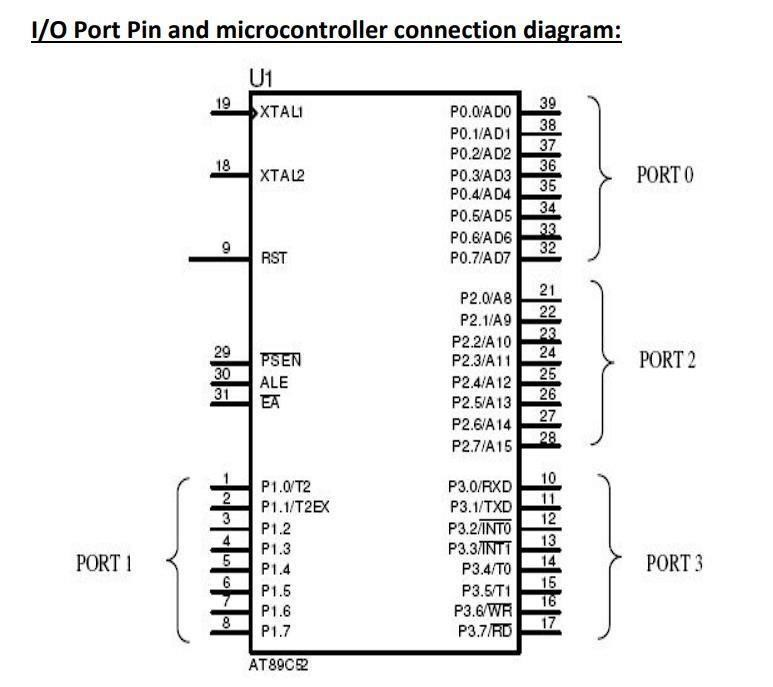 I/O Port Pin and microcontroller connection diagram:
U1
19 XTAL1
18 XTAL2
9 RST
29 PSEN
30 ALE
31 EA
1 P1.0/T2
2 P1.1/T2EX
3 P1.2
4 P1.3
5 P1.4
6 P1.5
7 P1.6
8 P1.7
PORT 1
P0.0/AD0 39
P0.1/AD1 38
P0.2/AD2 37
P0.3/AD3 36
P0.4/AD4 35
P0.5/AD5 34
P0.6/AD6 33
P0.7/AD7 32
PORT 0
P2.0/A8 21
P2.1/A9 22
P2.2/A10 23
P2.3/A11 24
P2.4/A12 25
P2.5/A13 26
P2.6/A14 27
P2.7/A15 28
PORT 2
P3.0/RXD 10
P3.1/TXD 11
P3.2/INT0 12
P3.3/INT1 13
P3.4/T0 14
P3.5/T1 15
P3.6/WR 16
P3.7/RD 17
PORT 3
AT89C52